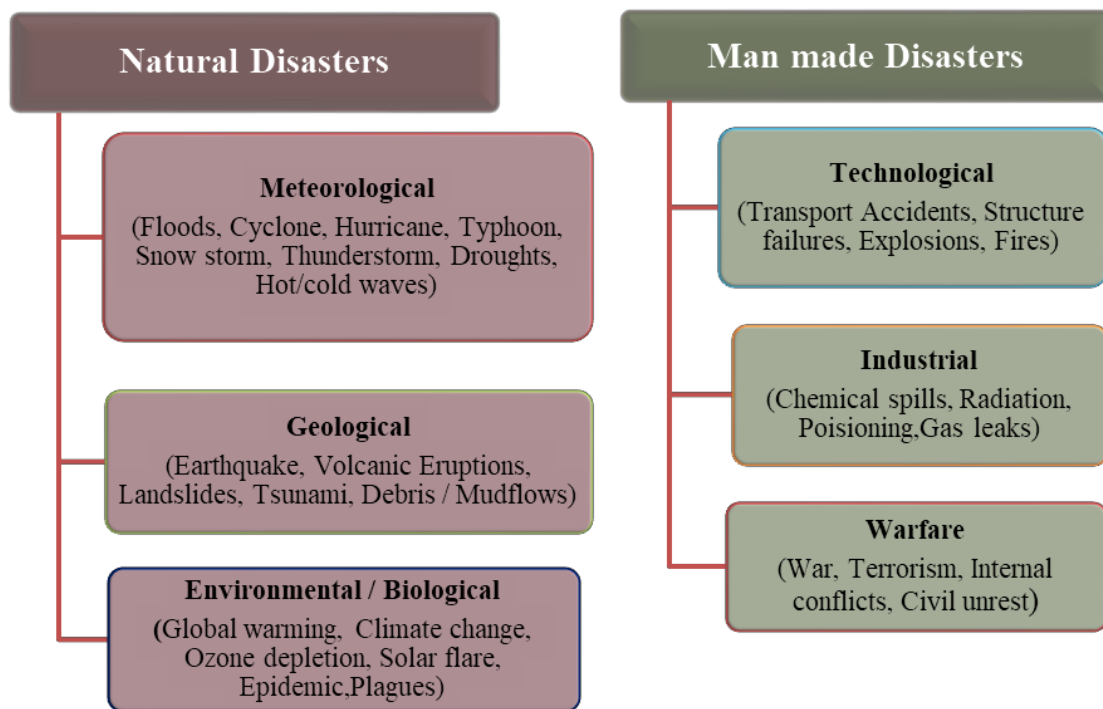 Natural Disasters
Meteorological
(Floods, Cyclone, Hurricane, Typhoon,
Snow storm, Thunderstorm, Droughts,
Hot/cold waves)
Geological
(Earthquake, Volcanic Eruptions,
Landslides, Tsunami, Debris / Mudflows)
Environmental / Biological
(Global warming, Climate change,
Ozone depletion, Solar flare,
Epidemic,Plagues)
Man made Disasters
Technological
(Transport Accidents, Structure
failures, Explosions, Fires)
Industrial
(Chemical spills, Radiation,
Poisioning,Gas leaks)
Warfare
(War, Terrorism, Internal
conflicts, Civil unrest)